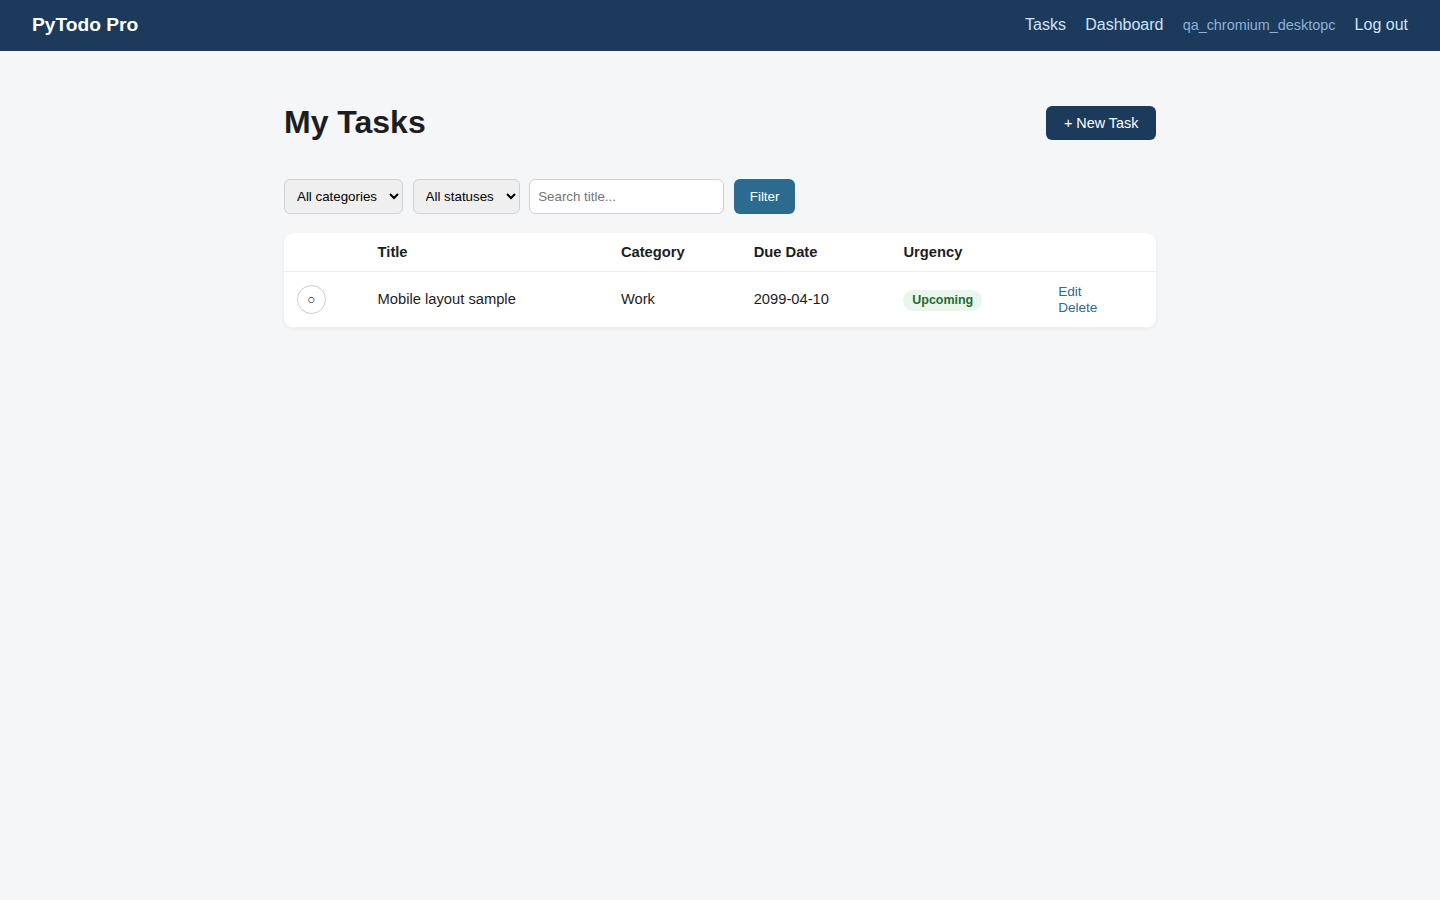 PyTodo Pro
Tasks Dashboard qa_chromium_desktopc Log out
My Tasks
+ New Task
All categories All statuses Search title... Filter
Title Category Due Date Urgency
Mobile layout sample Work 2099-04-10 Upcoming Edit
Delete